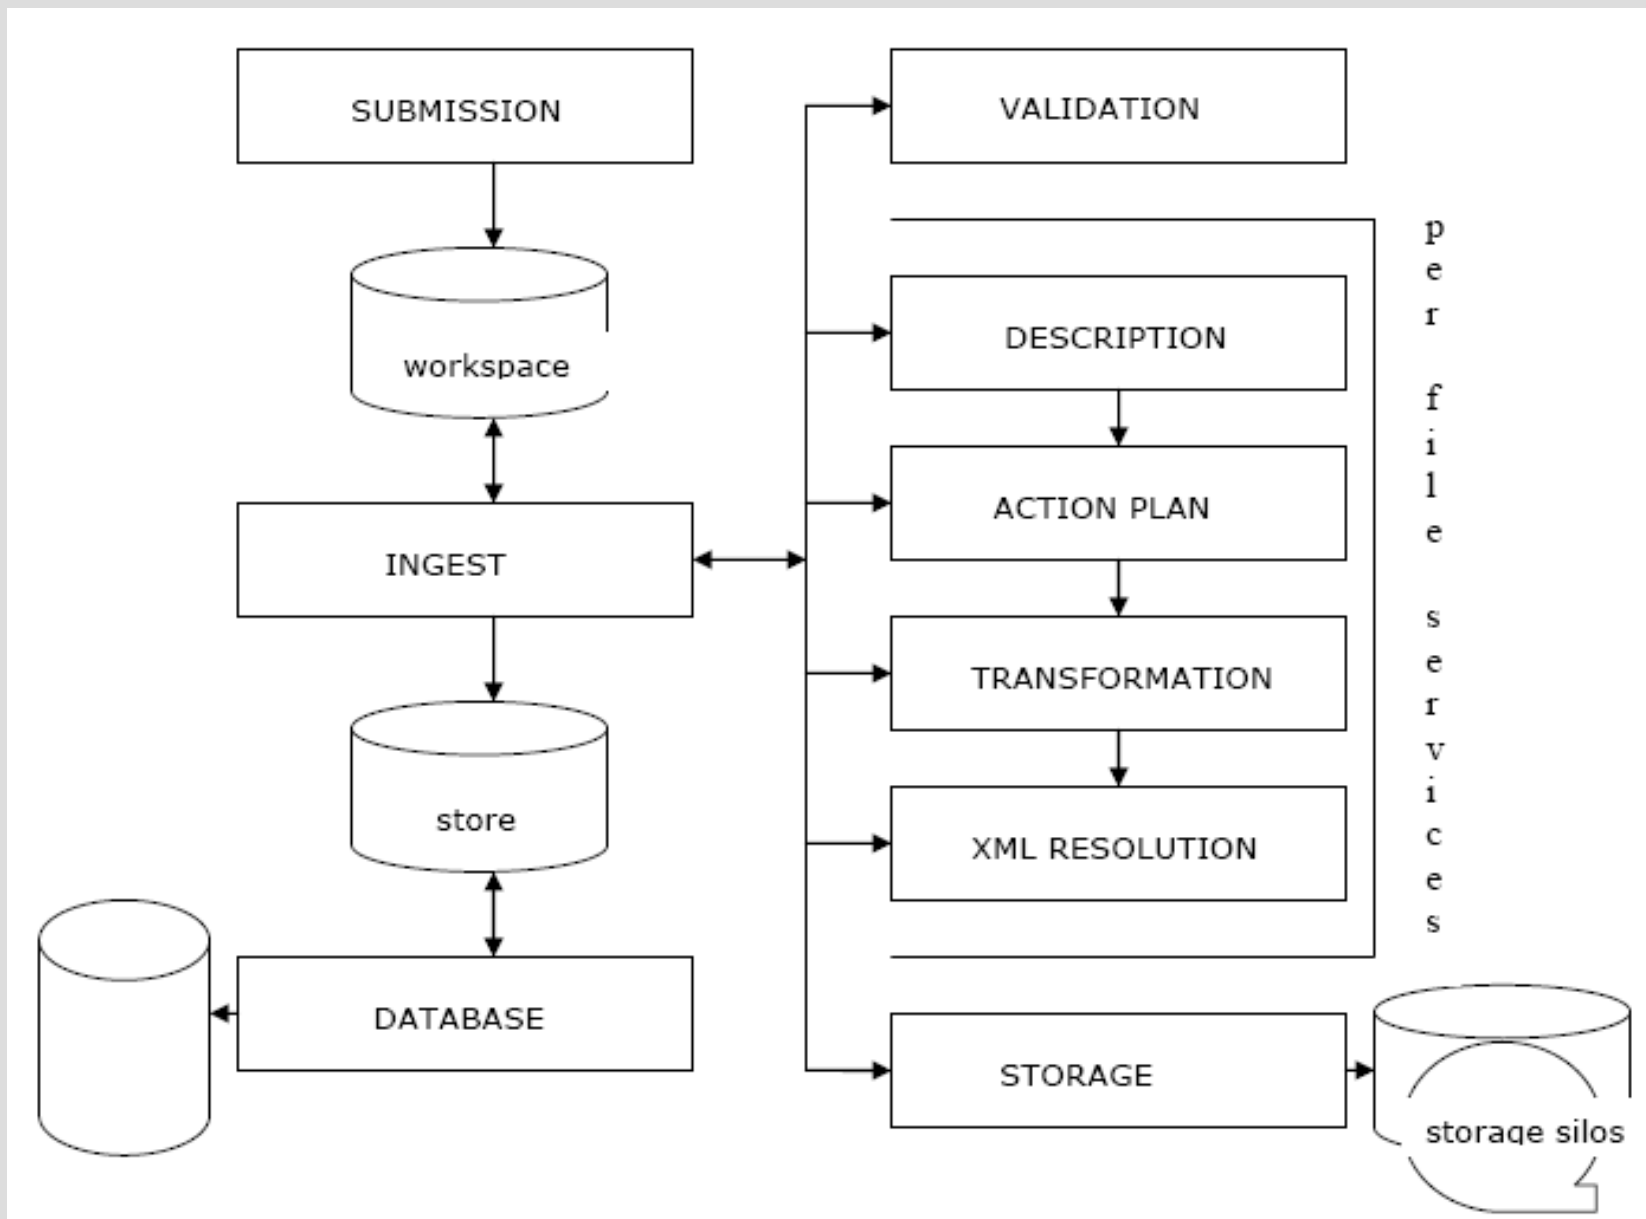 SUBMISSION
workspace
INGEST
store
DATABASE
VALIDATION
DESCRIPTION
ACTION PLAN
TRANSFORMATION
XML RESOLUTION
STORAGE
per file services
storage silos